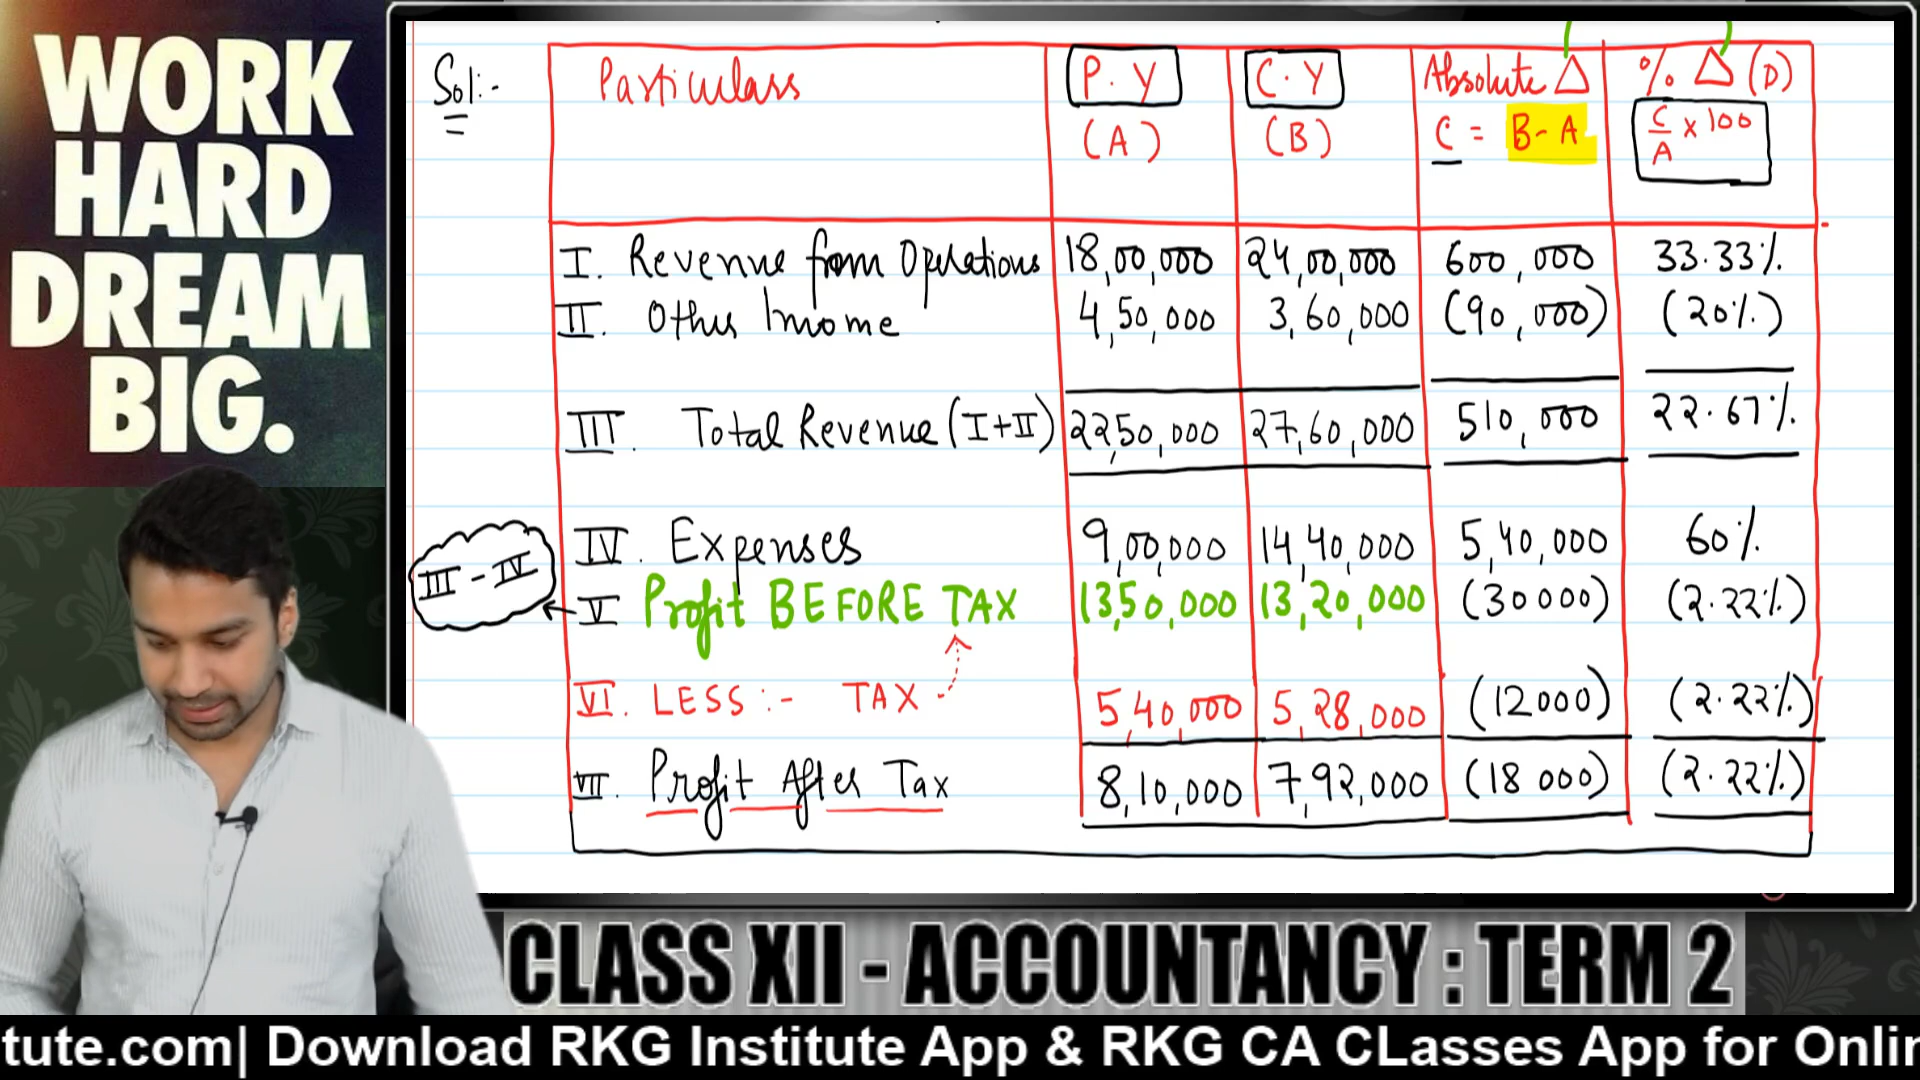 WORK
HARD
DREAM
BIG.
Sol:-
Particulars P.Y C.Y Absolute Δ % Δ (D)
(A) (B) C = B-A C/A x 100
I. Revenue from Operations 18,00,000 24,00,000 600,000 33.33%
II. Other Income 4,50,000 3,60,000 (90,000) (20%)
III. Total Revenue (I+II) 2250,000 27,60,000 510,000 22.67%
IV. Expenses 9,00,000 14,40,000 5,40,000 60%
III - IV
V Profit BEFORE TAX 13,50,000 13,20,000 (30000) (2.22%)
VI. LESS:- TAX 5,40,000 5,28,000 (12000) (2.22%)
VII. Profit After Tax 8,10,000 7,92,000 (18 000) (2.22%)
CLASS XII - ACCOUNTANCY : TERM 2
tute.com| Download RKG Institute App & RKG CA CLasses App for Onlin